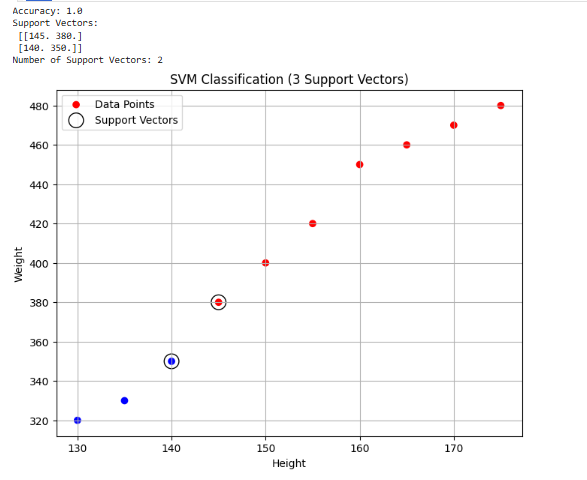 Accuracy: 1.0
Support Vectors:
[[145. 380.]
[140. 350.]]
Number of Support Vectors: 2
SVM Classification (3 Support Vectors)
Data Points
Support Vectors
480
460
440
420
400
380
360
340
320
Weight
130 140 150 160 170
Height